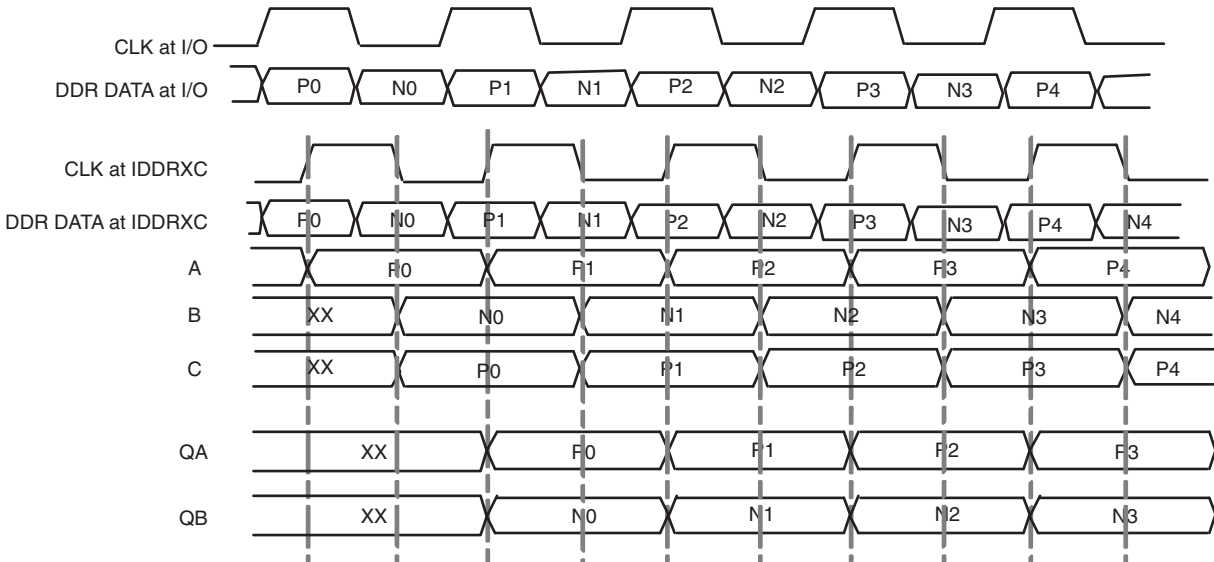 CLK at I/O
DDR DATA at I/O P0 N0 P1 N1 P2 N2 P3 N3 P4
CLK at IDDRXC
DDR DATA at IDDRXC P0 N0 P1 N1 P2 N2 P3 N3 P4 N4
A P0 P1 P2 P3 P4
B XX N0 N1 N2 N3 N4
C XX P0 P1 P2 P3 P4
QA XX P0 P1 P2 P3
QB XX N0 N1 N2 N3